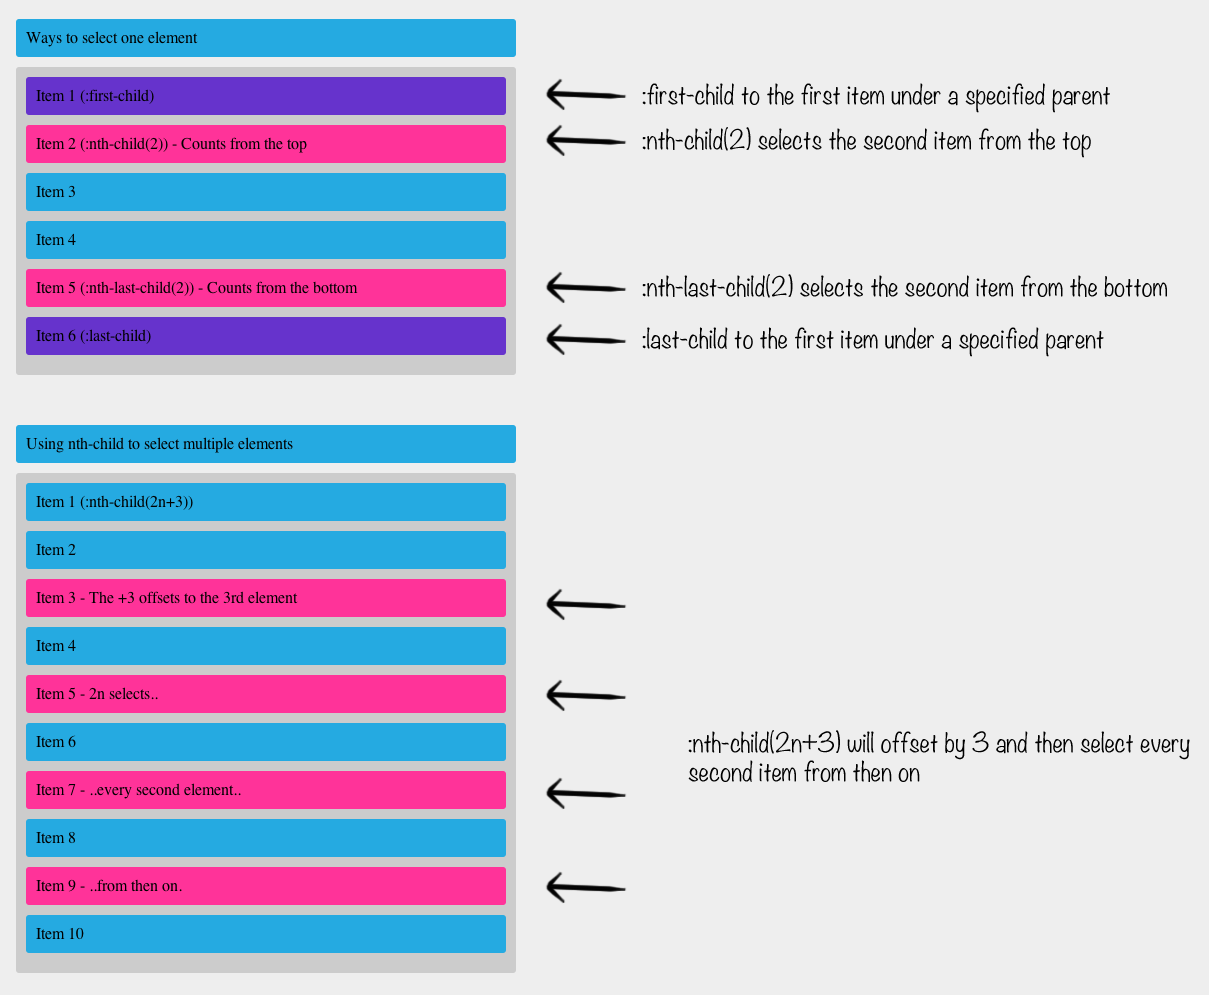 Ways to select one element
Item 1 (:first-child)
:first-child to the first item under a specified parent
Item 2 (:nth-child(2)) - Counts from the top
:nth-child(2) selects the second item from the top
Item 3
Item 4
Item 5 (:nth-last-child(2)) - Counts from the bottom
:nth-last-child(2) selects the second item from the bottom
Item 6 (:last-child)
:last-child to the first item under a specified parent
Using nth-child to select multiple elements
Item 1 (:nth-child(2n+3))
Item 2
Item 3 - The +3 offsets to the 3rd element
Item 4
Item 5 - 2n selects..
Item 6
:nth-child(2n+3) will offset by 3 and then select every
second item from then on
Item 7 - ..every second element..
Item 8
Item 9 - ..from then on.
Item 10